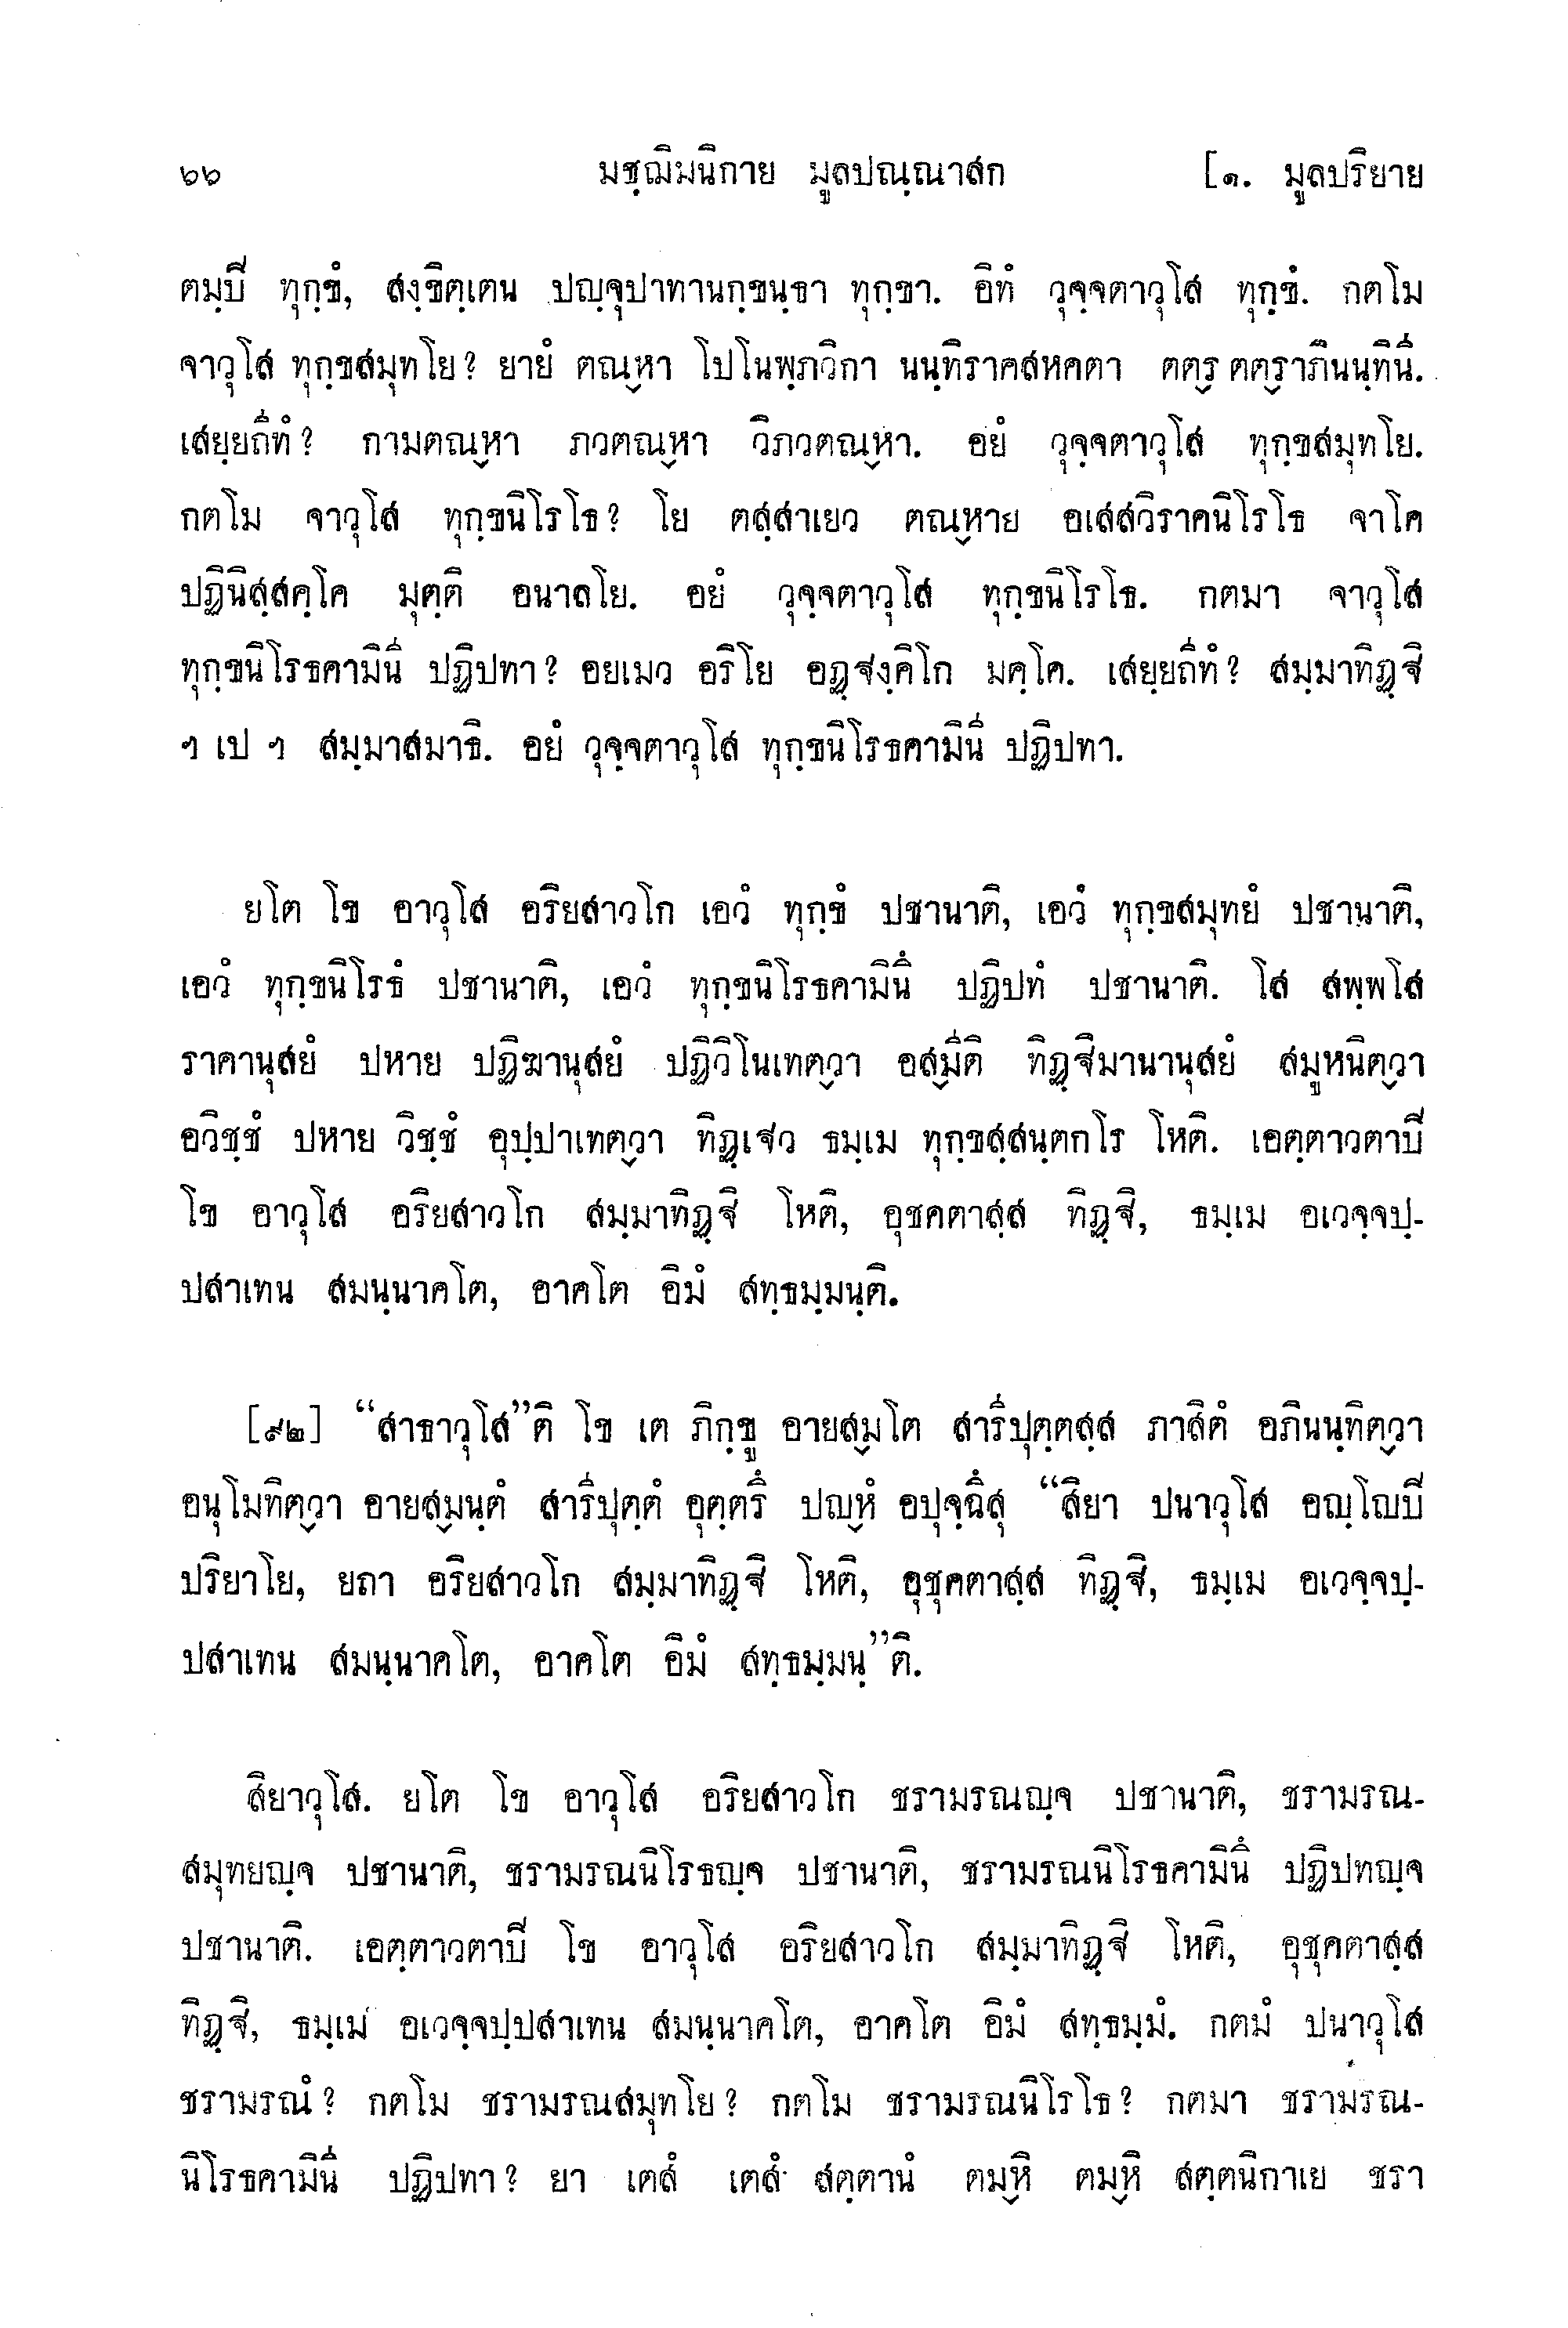 ๖๖ มชฺฌิมนิกาย มูลปณฺณาสก [๑. มูลปริยาย
ตมฺปิ ทุกฺขํ, สงฺขิตฺเตน ปญฺจุปาทานกฺขนฺธา ทุกฺขา. อิทํ วุจฺจตาวุโส ทุกฺขํ. กตโม
จาวุโส ทุกฺขสมุทโย? ยายํ ตณ๎หา โปโนพฺภวิกา นนฺทิราคสหคตา ตต๎ร ตต๎ราภินนฺทินี.
เสยฺยถีทํ? กามตณ๎หา ภวตณ๎หา วิภวตณ๎หา. อยํ วุจฺจตาวุโส ทุกฺขสมุทโย.
กตโม จาวุโส ทุกฺขนิโรโธ? โย ตสฺสาเยว ตณ๎หาย อเสสวิราคนิโรโธ จาโค
ปฏินิสฺสคฺโค มุตฺติ อนาลโย. อยํ วุจฺจตาวุโส ทุกฺขนิโรโธ. กตมา จาวุโส
ทุกฺขนิโรธคามินี ปฏิปทา? อยเมว อริโย อฏฺฐงฺคิโก มคฺโค. เสยฺยถีทํ? สมฺมาทิฏฺฐิ
ฯ เป ฯ สมฺมาสมาธิ. อยํ วุจฺจตาวุโส ทุกฺขนิโรธคามินี ปฏิปทา.
ยโต โข อาวุโส อริยสาวโก เอวํ ทุกฺขํ ปชานาติ, เอวํ ทุกฺขสมุทยํ ปชานาติ,
เอวํ ทุกฺขนิโรธํ ปชานาติ, เอวํ ทุกฺขนิโรธคามินิํ ปฏิปทํ ปชานาติ. โส สพฺพโส
ราคานุสยํ ปหาย ปฏิฆานุสยํ ปฏิวิโนเทต๎วา อส๎มีติ ทิฏฺฐิมานานุสยํ สมูหนิต๎วา
อวิชฺชํ ปหาย วิชฺชํ อุปฺปาเทต๎วา ทิฏฺเฐว ธมฺเม ทุกฺขสฺสนฺตกโร โหติ. เอตฺตาวตาปิ
โข อาวุโส อริยสาวโก สมฺมาทิฏฺฐิ โหติ, อุชคตาสฺส ทิฏฺฐิ, ธมฺเม อเวจฺจปฺ-
ปสาเทน สมนฺนาคโต, อาคโต อิมํ สทฺธมฺมนฺติ.
[๙๒] “สาธาวุโส”ติ โข เต ภิกฺขู อายส๎มโต สารีปุตฺตสฺส ภาสิตํ อภินนฺทิต๎วา
อนุโมทิต๎วา อายส๎มนฺตํ สารีปุตฺตํ อุตฺตริํ ปญ๎หํ อปุจฺฉิํสุ “สิยา ปนาวุโส อญฺโญปิ
ปริยาโย, ยถา อริยสาวโก สมฺมาทิฏฺฐิ โหติ, อุชุคตาสฺส ทิฏฺฐิ, ธมฺเม อเวจฺจปฺ-
ปสาเทน สมนฺนาคโต, อาคโต อิมํ สทฺธมฺมนฺ”ติ.
สิยาวุโส. ยโต โข อาวุโส อริยสาวโก ชรามรณญฺจ ปชานาติ, ชรามรณ-
สมุทยญฺจ ปชานาติ, ชรามรณนิโรธญฺจ ปชานาติ, ชรามรณนิโรธคามินิํ ปฏิปทญฺจ
ปชานาติ. เอตฺตาวตาปิ โข อาวุโส อริยสาวโก สมฺมาทิฏฺฐิ โหติ, อุชุคตาสฺส
ทิฏฺฐิ, ธมฺเม อเวจฺจปฺปสาเทน สมนฺนาคโต, อาคโต อิมํ สทฺธมฺมํ. กตมํ ปนาวุโส
ชรามรณํ? กตโม ชรามรณสมุทโย? กตโม ชรามรณนิโรโธ? กตมา ชรามรณ-
นิโรธคามินี ปฏิปทา? ยา เตสํ เตสํ สตฺตานํ ตม๎หิ ตม๎หิ สตฺตนิกาเย ชรา